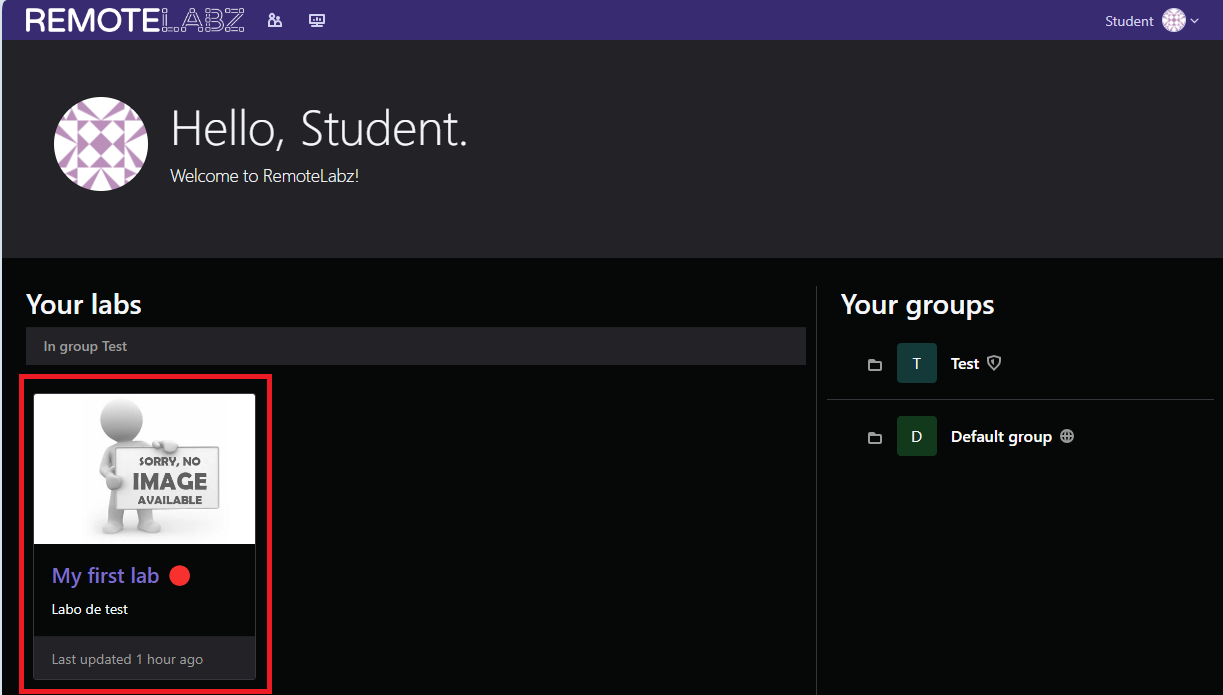 REMOTELABZ
Student
Hello, Student.
Welcome to RemoteLabz!
Your labs
In group Test
SORRY, NO
IMAGE
AVAILABLE
My first lab
Labo de test
Last updated 1 hour ago
Your groups
T Test
D Default group